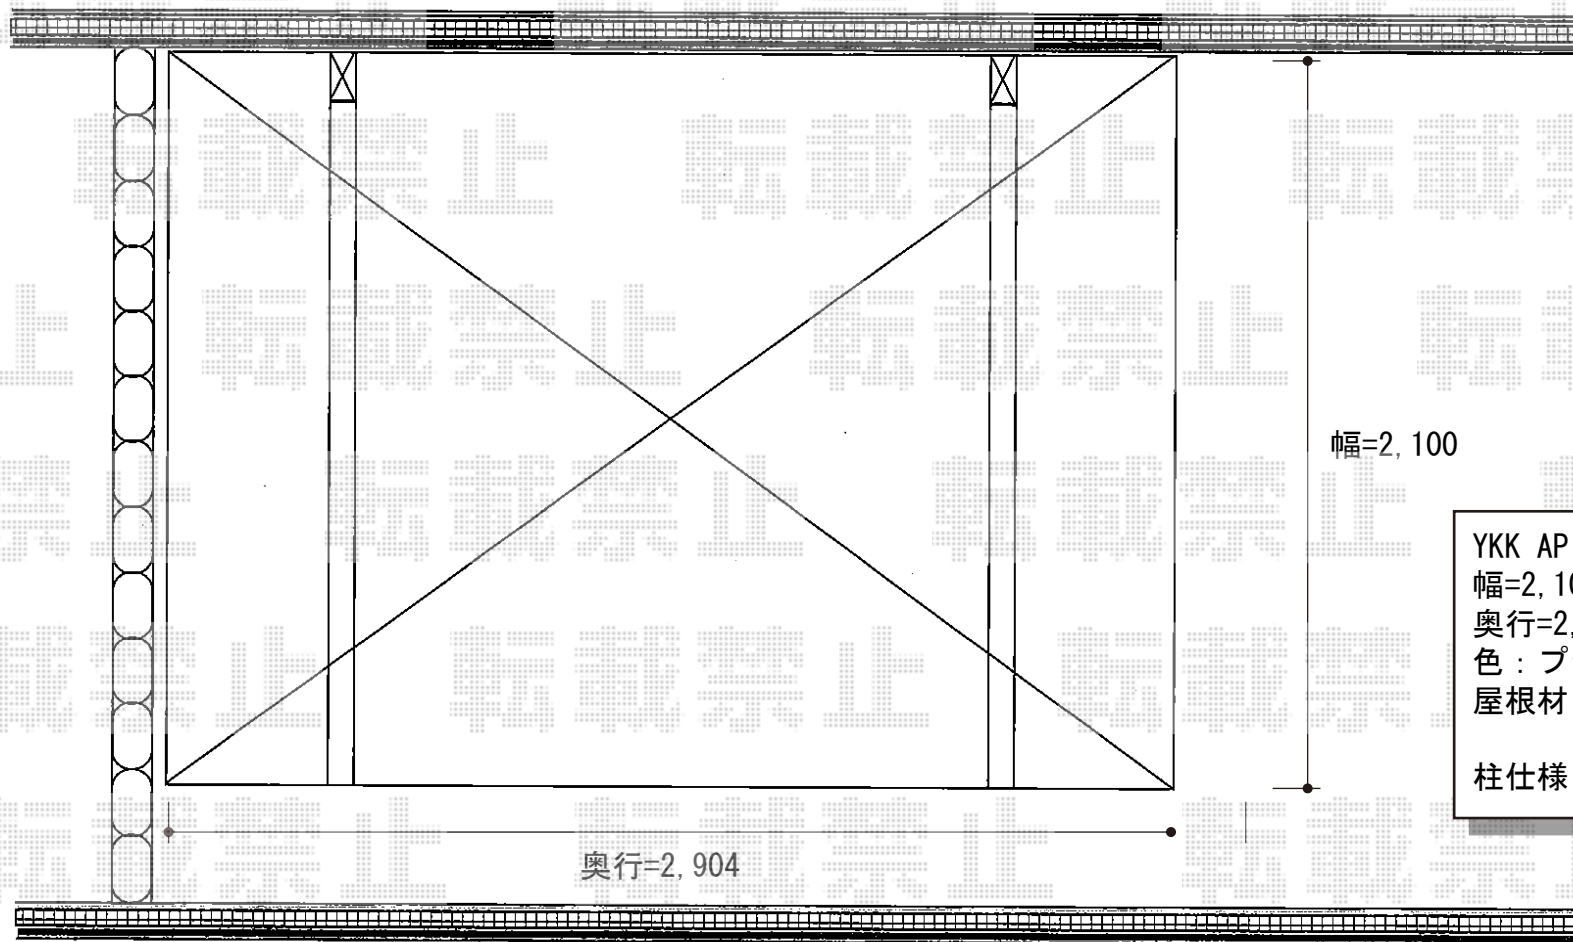 幅=2,100
YKK AP
幅=2,10
奥行=2,
色：プ
屋根材
柱仕様
奥行=2,904
転載禁止